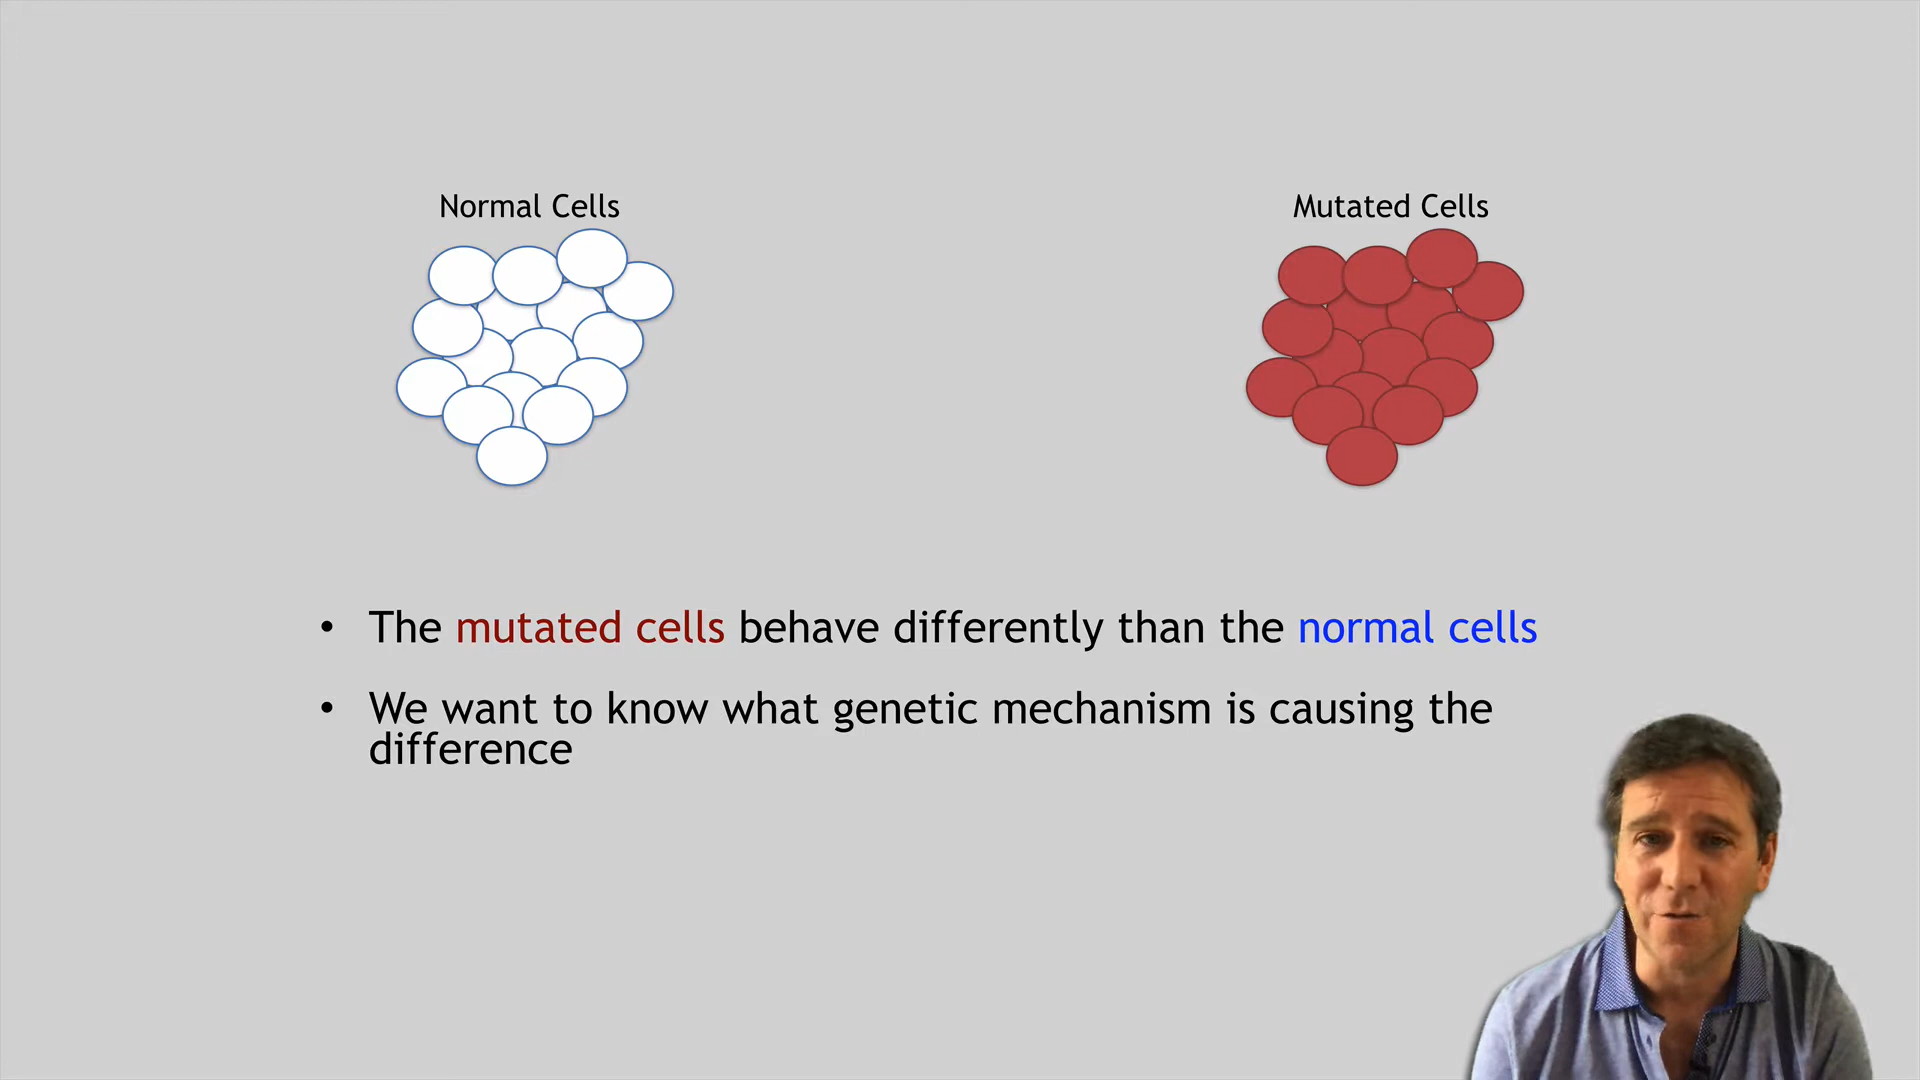 Normal Cells
Mutated Cells
• The mutated cells behave differently than the normal cells
• We want to know what genetic mechanism is causing the
difference